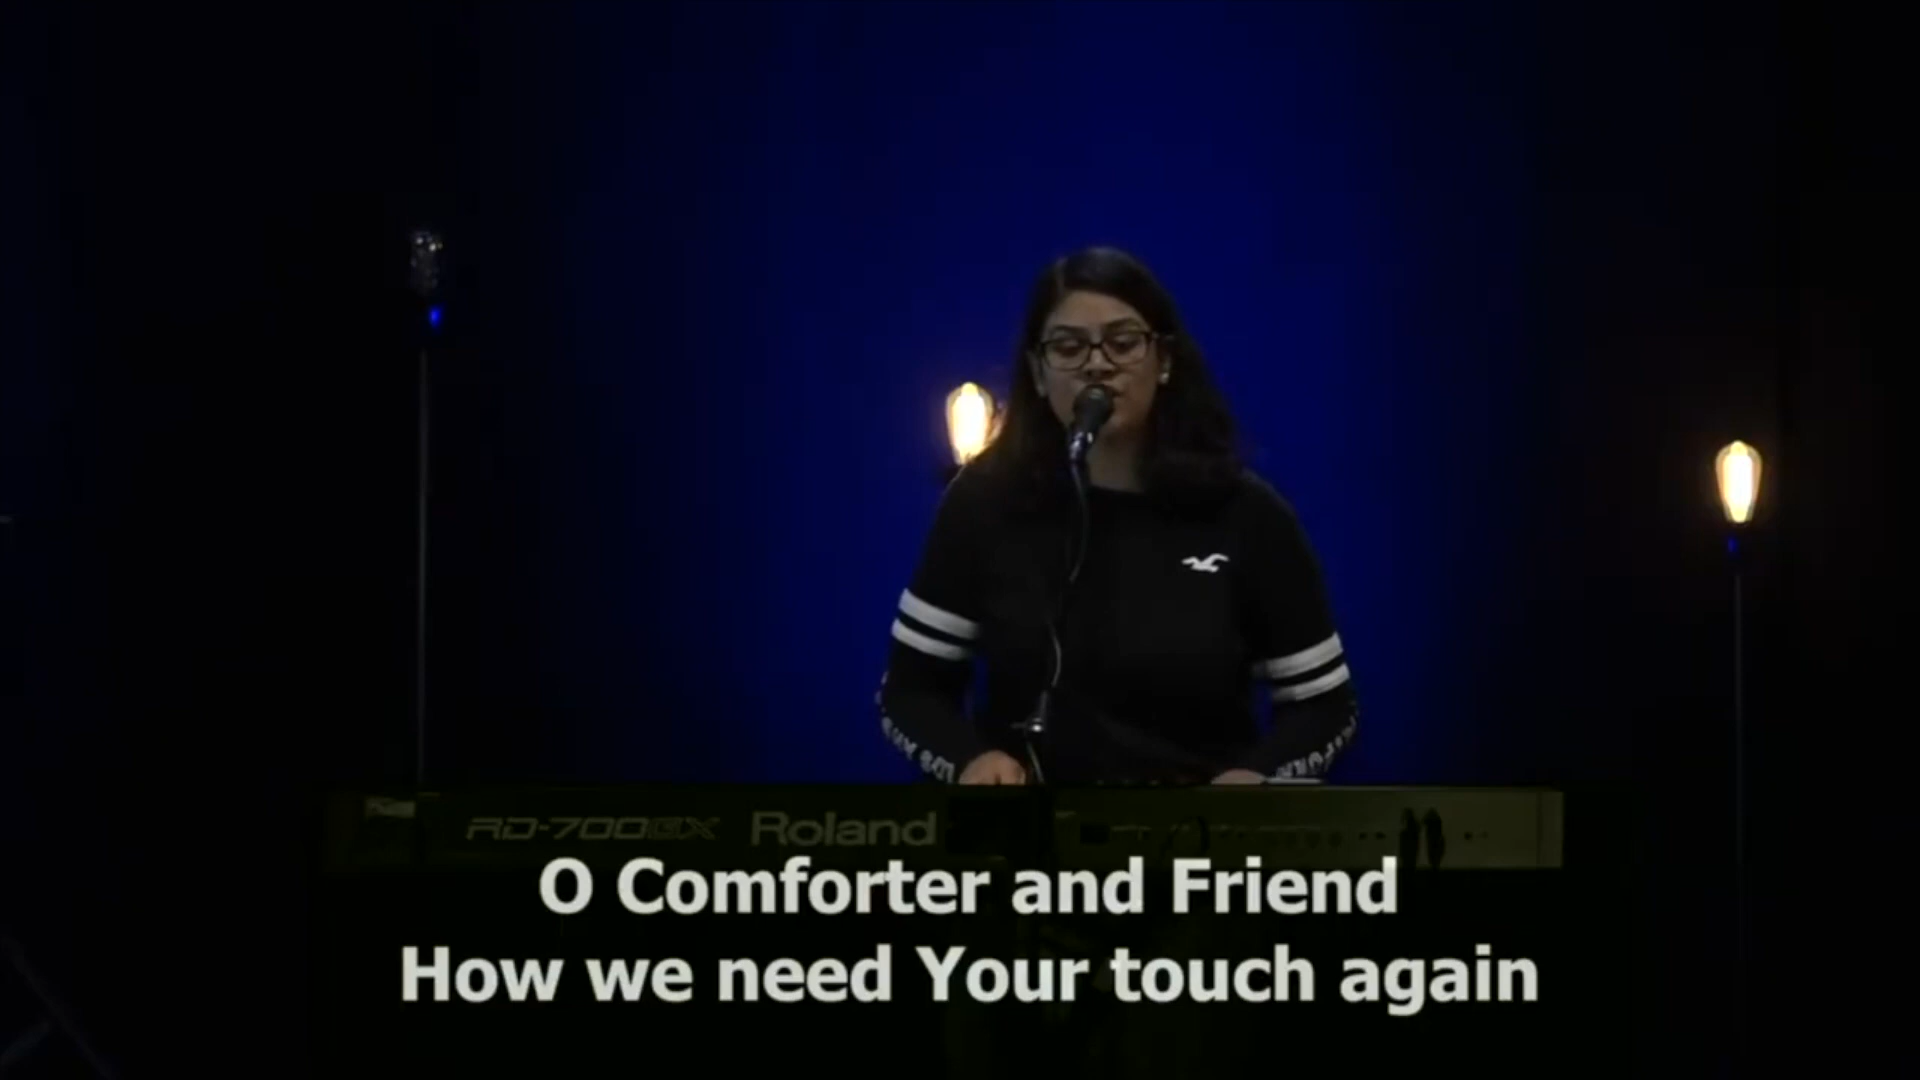 RD-700GX Roland
O Comforter and Friend
How we need Your touch again